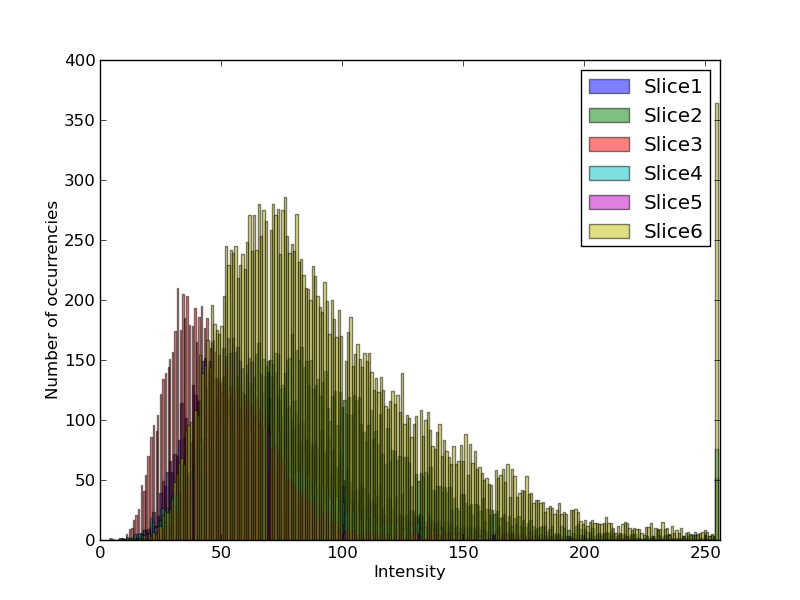 400
350
300
250
200
150
100
50
0
Number of occurrencies
0 50 100 150 200 250
Intensity
Slice1
Slice2
Slice3
Slice4
Slice5
Slice6